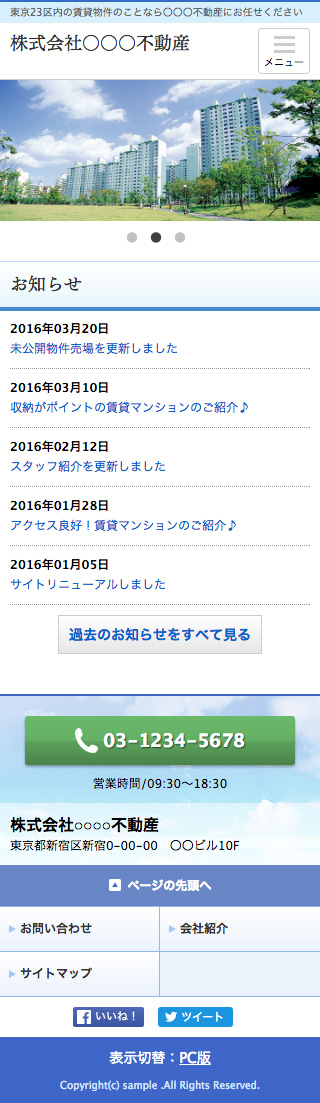 東京23区内の賃貸物件のことなら〇〇〇不動産にお任せください
株式会社〇〇〇不動産
メニュー
お知らせ
2016年03月20日
未公開物件売場を更新しました
2016年03月10日
収納がポイントの賃貸マンションのご紹介♪
2016年02月12日
スタッフ紹介を更新しました
2016年01月28日
アクセス良好！賃貸マンションのご紹介♪
2016年01月05日
サイトリニューアルしました
過去のお知らせをすべて見る
03-1234-5678
営業時間/09:30〜18:30
株式会社○○○○不動産
東京都新宿区新宿0-00-00　〇〇ビル10F
ページの先頭へ
お問い合わせ
会社紹介
サイトマップ
いいね！
ツイート
表示切替：PC版
Copyright(c) sample .All Rights Reserved.